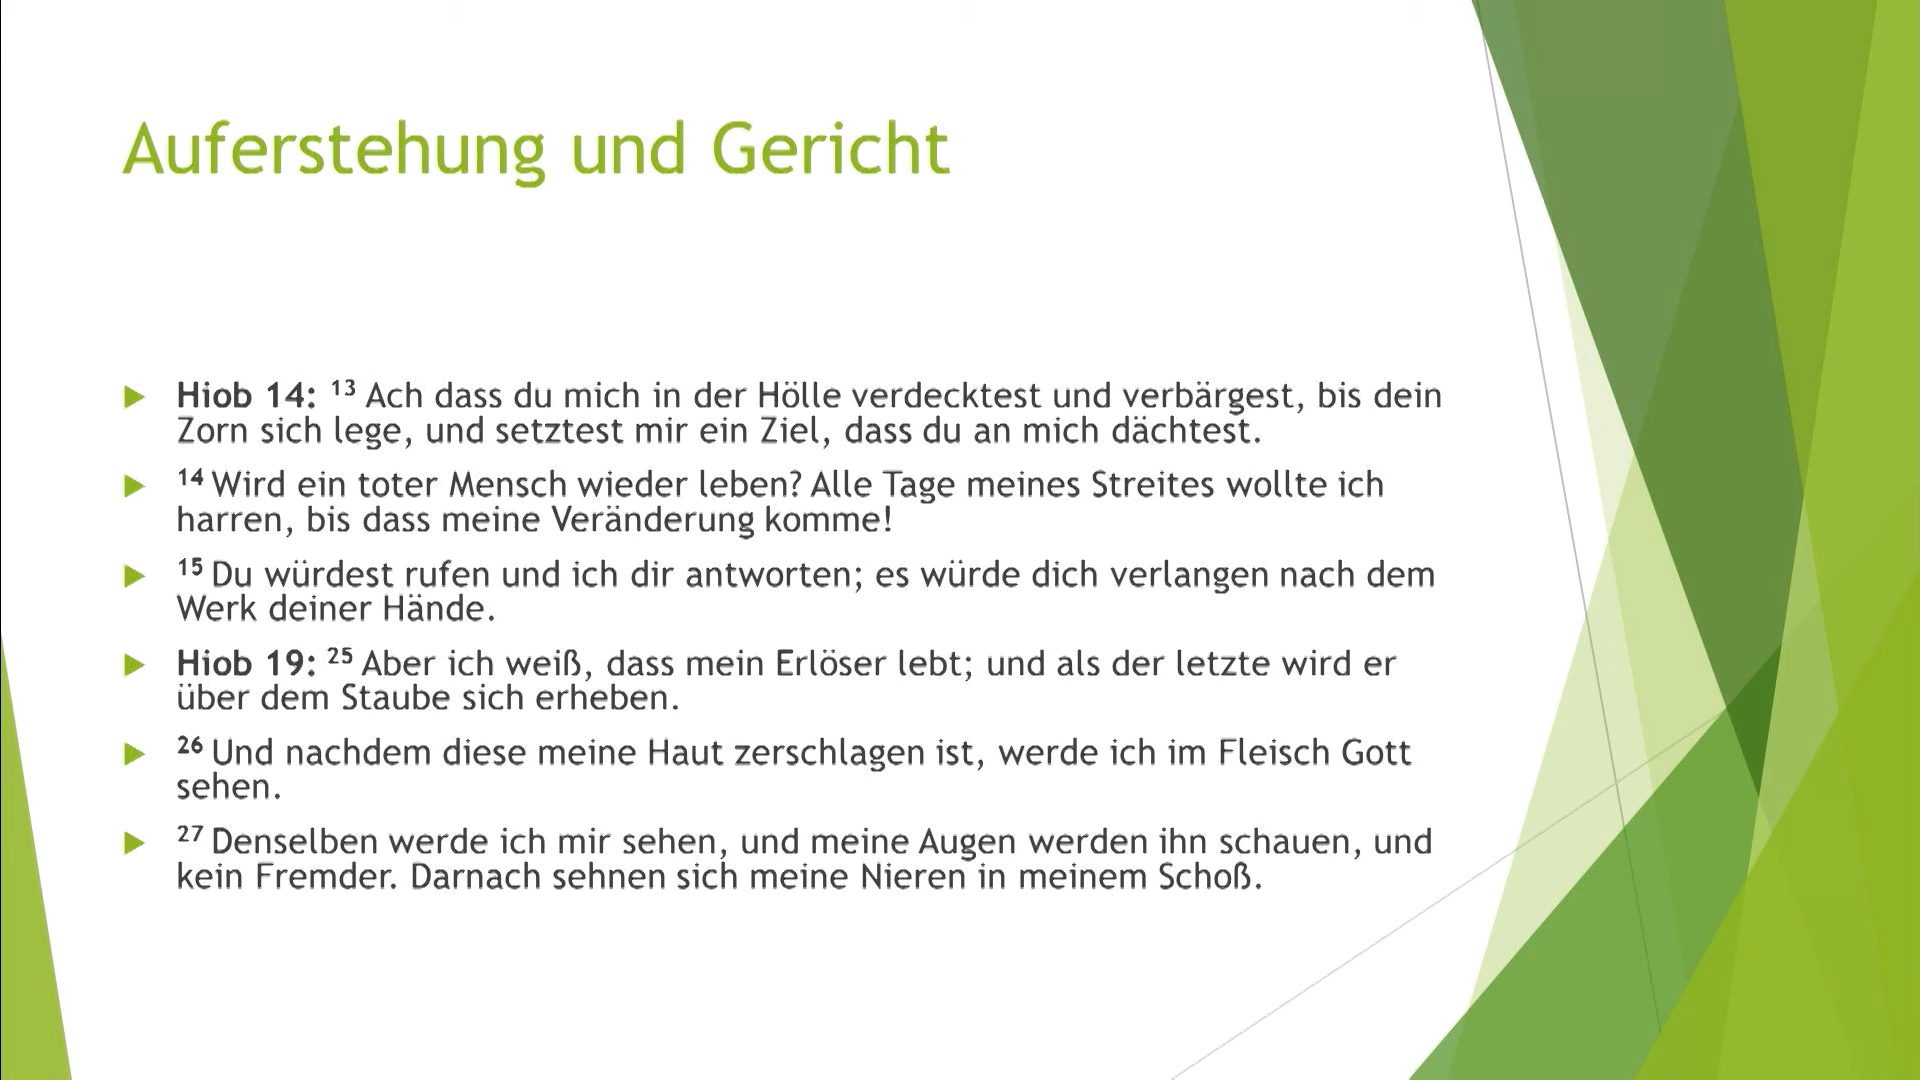 Auferstehung und Gericht
Hiob 14: 13 Ach dass du mich in der Hölle verdecktest und verbärgest, bis dein
Zorn sich lege, und setztest mir ein Ziel, dass du an mich dächtest.
14 Wird ein toter Mensch wieder leben? Alle Tage meines Streites wollte ich
harren, bis dass meine Veränderung komme!
15 Du würdest rufen und ich dir antworten; es würde dich verlangen nach dem
Werk deiner Hände.
Hiob 19: 25 Aber ich weiß, dass mein Erlöser lebt; und als der letzte wird er
über dem Staube sich erheben.
26 Und nachdem diese meine Haut zerschlagen ist, werde ich im Fleisch Gott
sehen.
27 Denselben werde ich mir sehen, und meine Augen werden ihn schauen, und
kein Fremder. Darnach sehnen sich meine Nieren in meinem Schoß.